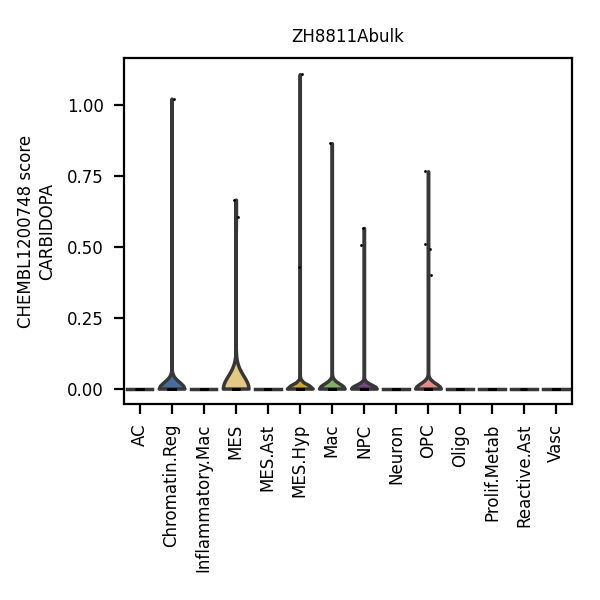 ZH8811Abulk
CHEMBL1200748 score
CARBIDOPA
1.00
0.75
0.50
0.25
0.00
AC
Chromatin.Reg
Inflammatory.Mac
MES
MES.Ast
MES.Hyp
Mac
NPC
Neuron
OPC
Oligo
Prolif.Metab
Reactive.Ast
Vasc